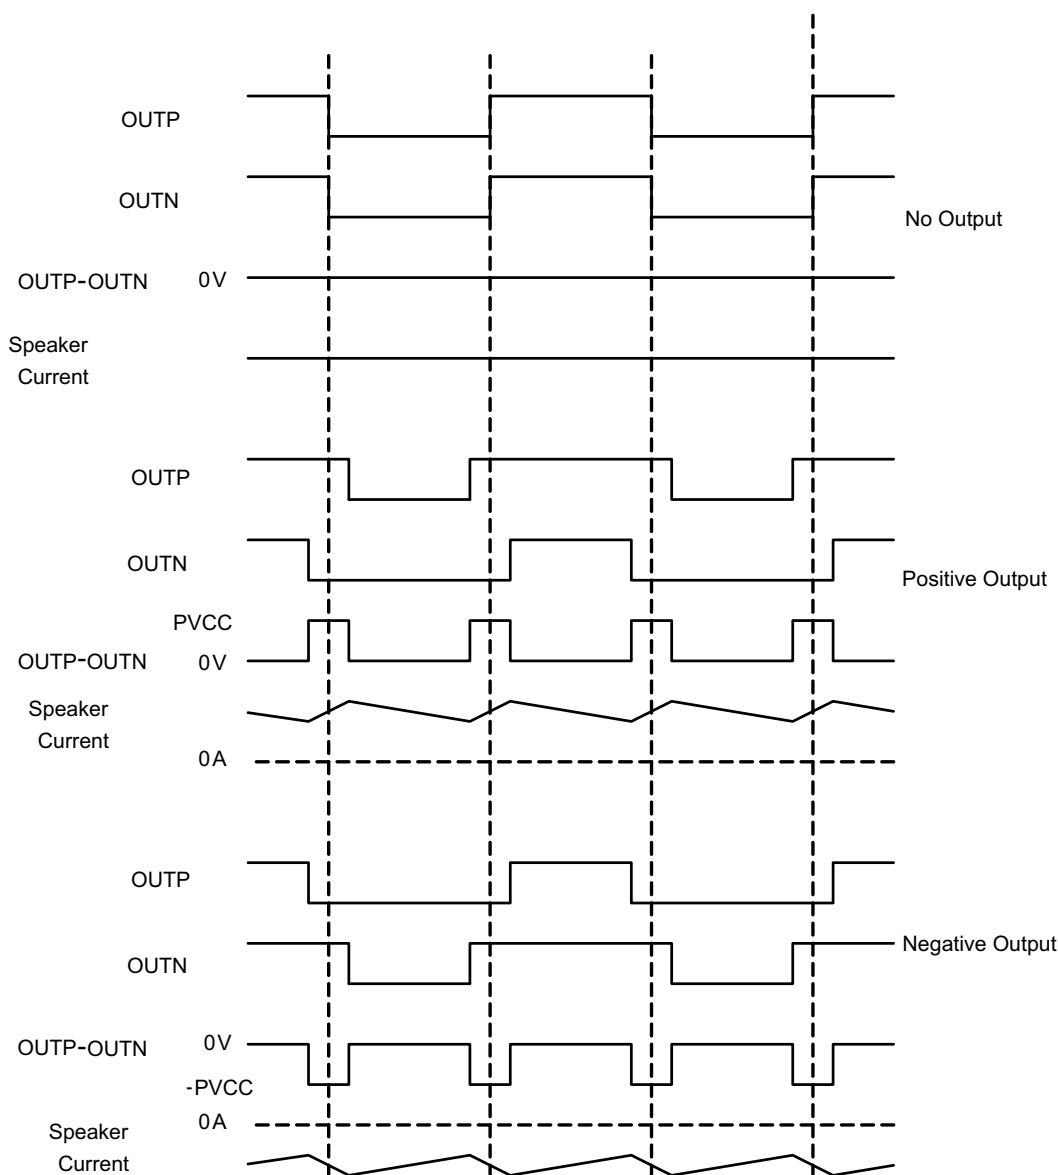 OUTP
OUTN
No Output
OUTP-OUTN 0V
Speaker
Current
OUTP
OUTN
Positive Output
PVCC
OUTP-OUTN 0V
Speaker
Current
0A
OUTP
Negative Output
OUTN
OUTP-OUTN 0V
-PVCC
0A
Speaker
Current